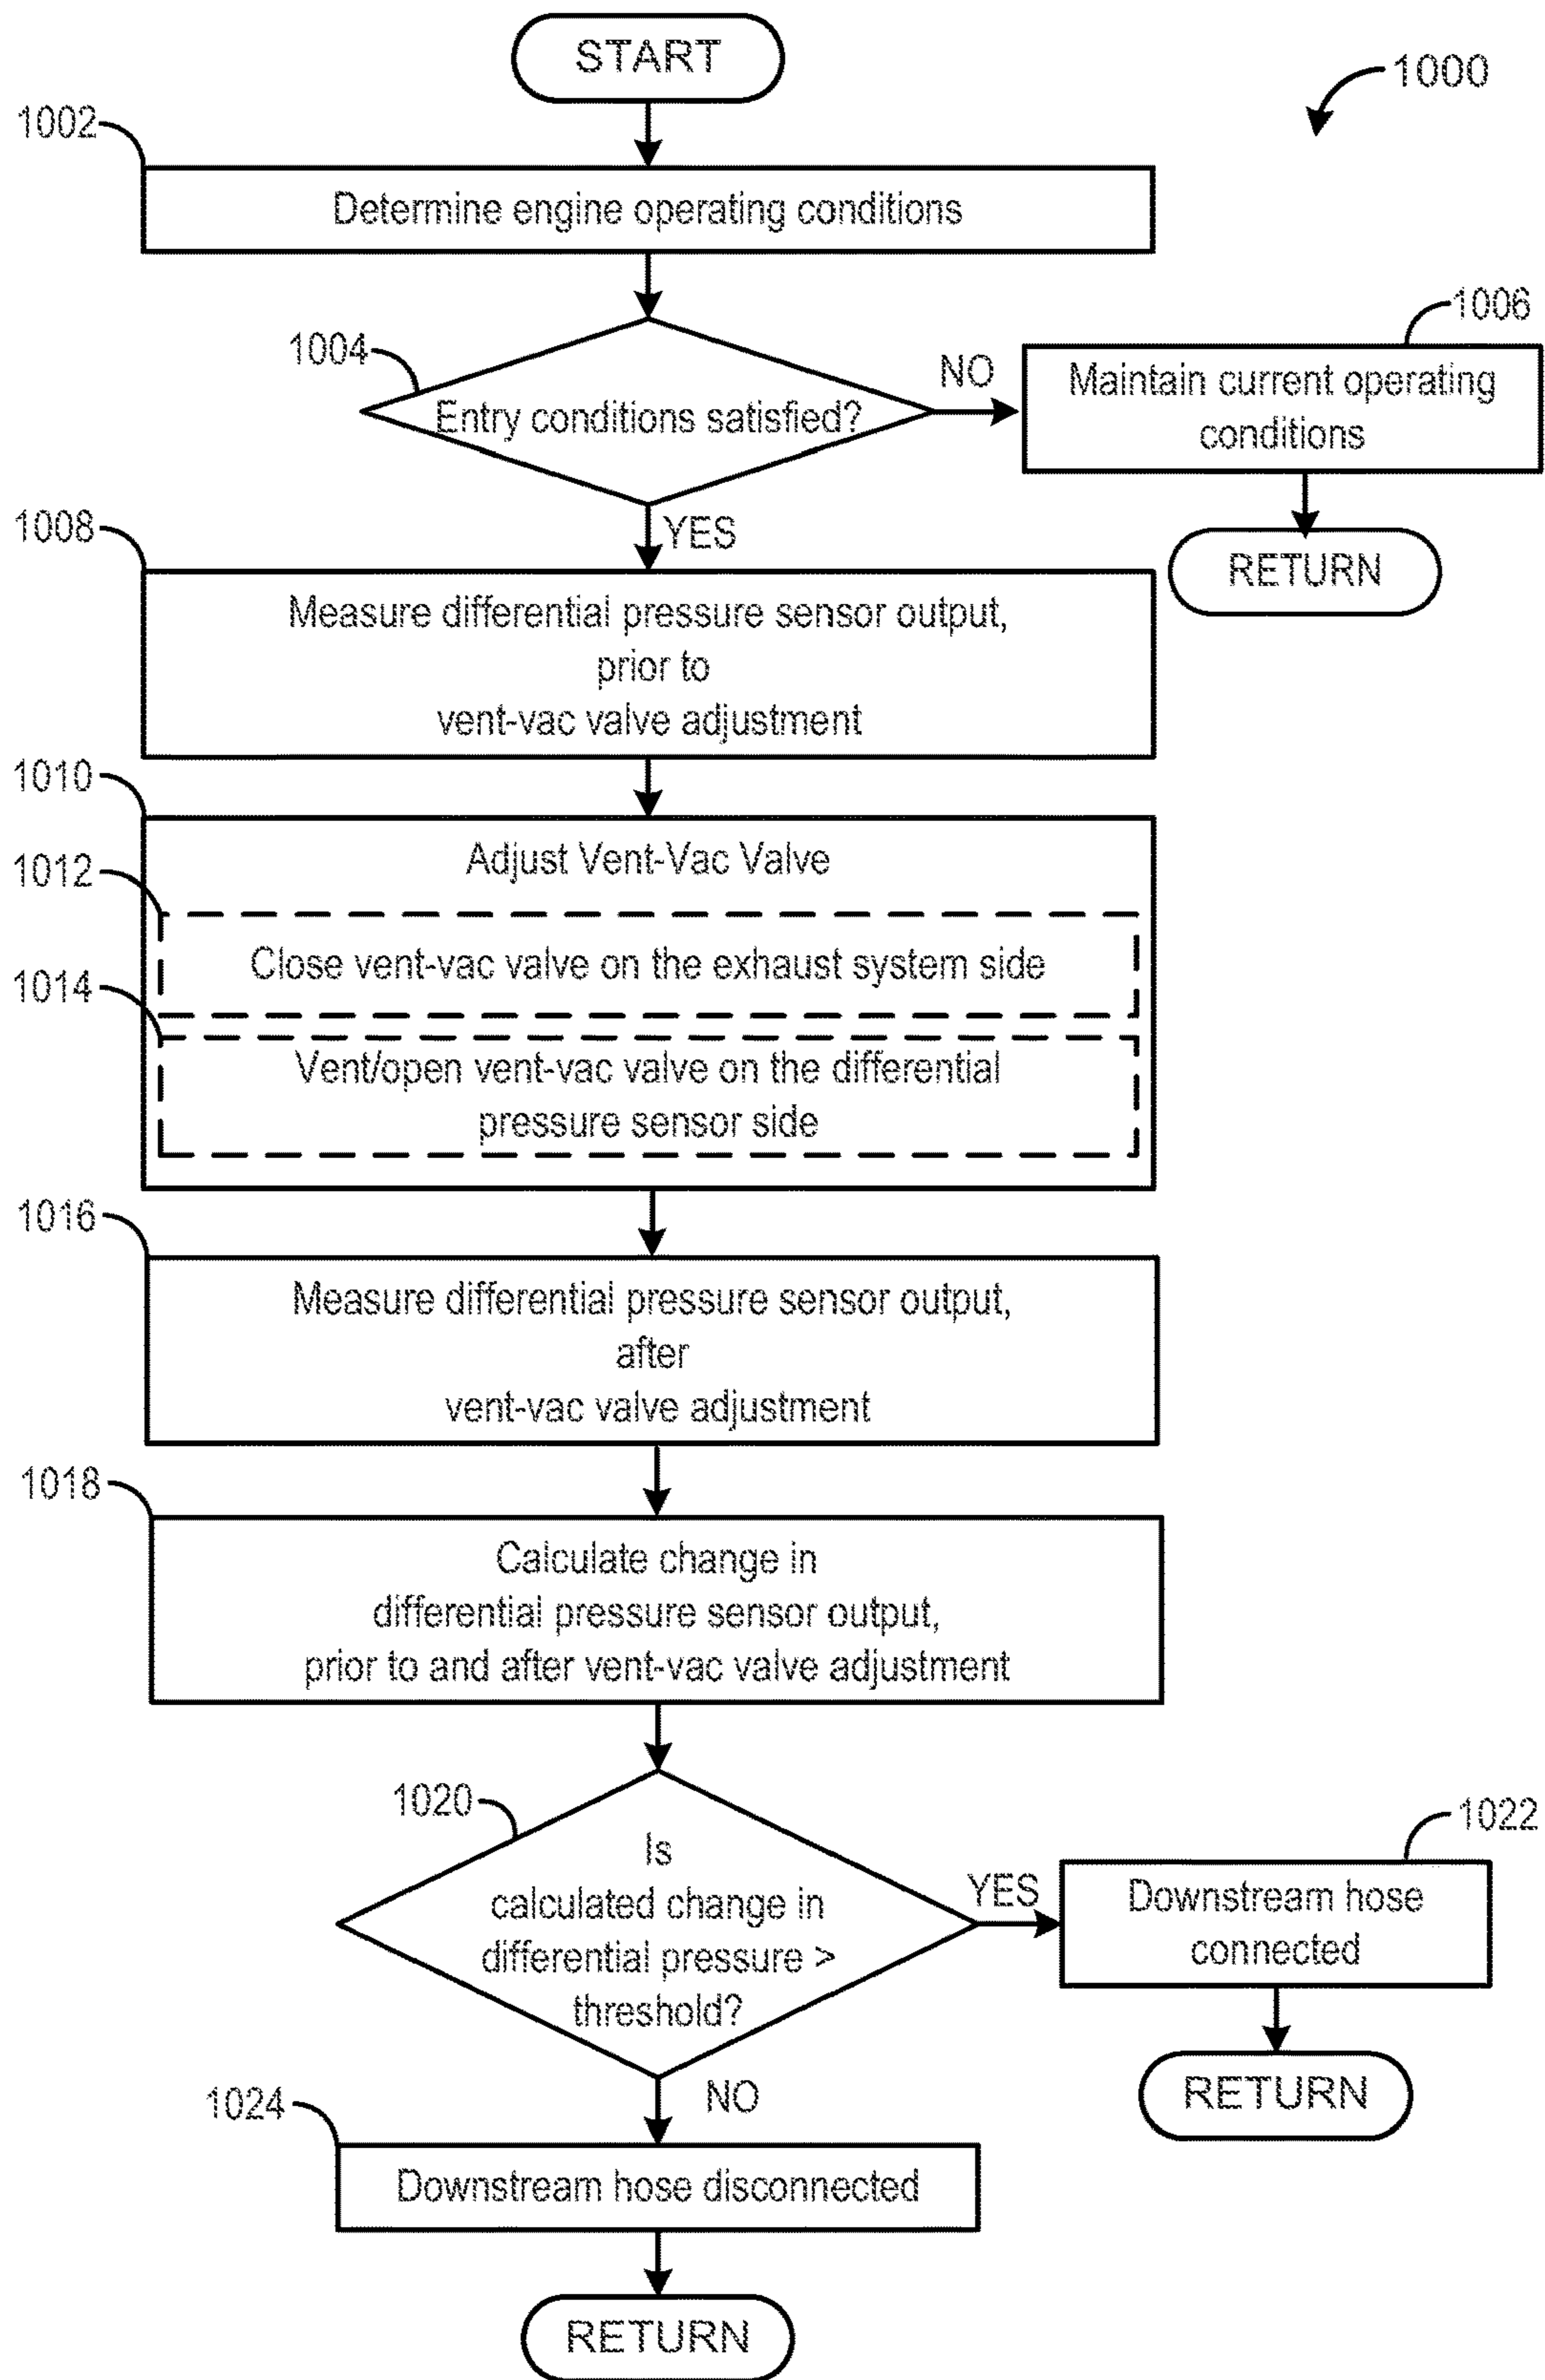 START
1000
1002
Determine engine operating conditions
1004
Entry conditions satisfied?
NO
1006
Maintain current operating
conditions
RETURN
YES
1008
Measure differential pressure sensor output,
prior to
vent-vac valve adjustment
1010
Adjust Vent-Vac Valve
1012
Close vent-vac valve on the exhaust system side
1014
Vent/open vent-vac valve on the differential
pressure sensor side
1016
Measure differential pressure sensor output,
after
vent-vac valve adjustment
1018
Calculate change in
differential pressure sensor output,
prior to and after vent-vac valve adjustment
1020
Is
calculated change in
differential pressure >
threshold?
YES
1022
Downstream hose
connected
RETURN
NO
1024
Downstream hose disconnected
RETURN